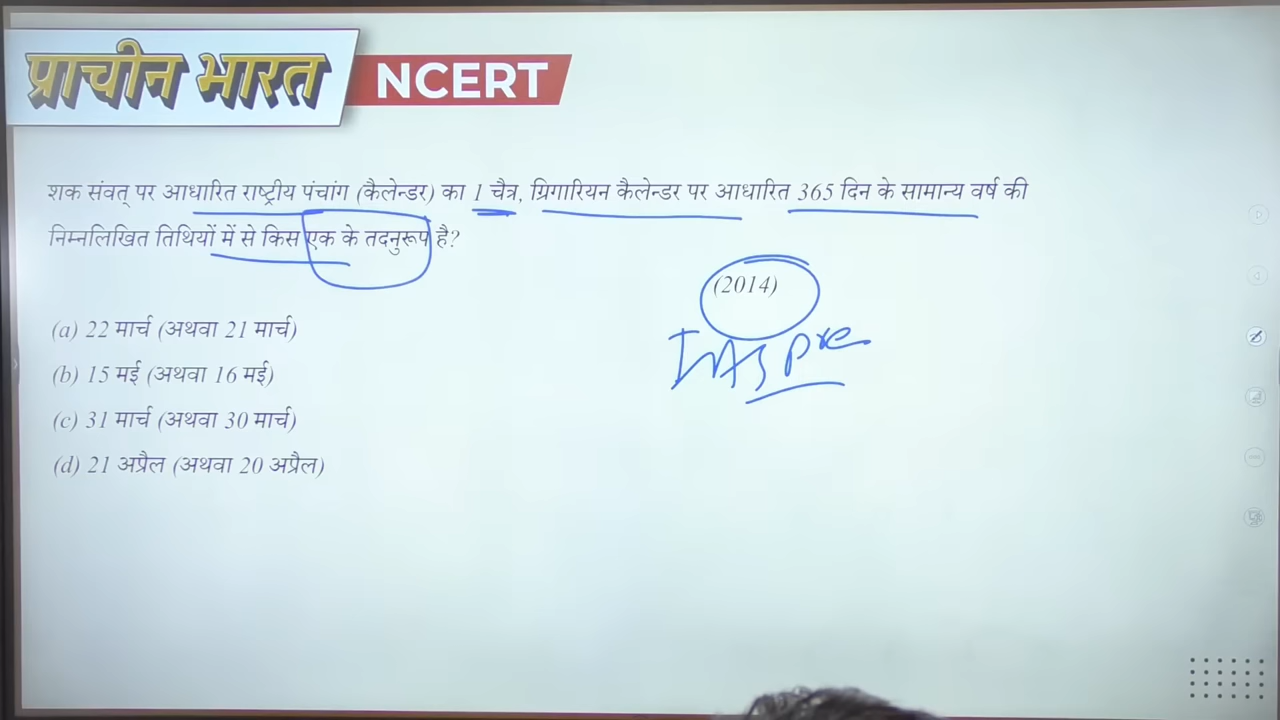 प्राचीन भारत NCERT
शक संवत् पर आधारित राष्ट्रीय पंचांग (कैलेन्डर) का 1 चैत्र, ग्रिगारियन कैलेन्डर पर आधारित 365 दिन के सामान्य वर्ष की
निम्नलिखित तिथियों में से किस एक के तदनुरूप है?
(2014)
IAS pre
(a) 22 मार्च (अथवा 21 मार्च)
(b) 15 मई (अथवा 16 मई)
(c) 31 मार्च (अथवा 30 मार्च)
(d) 21 अप्रैल (अथवा 20 अप्रैल)